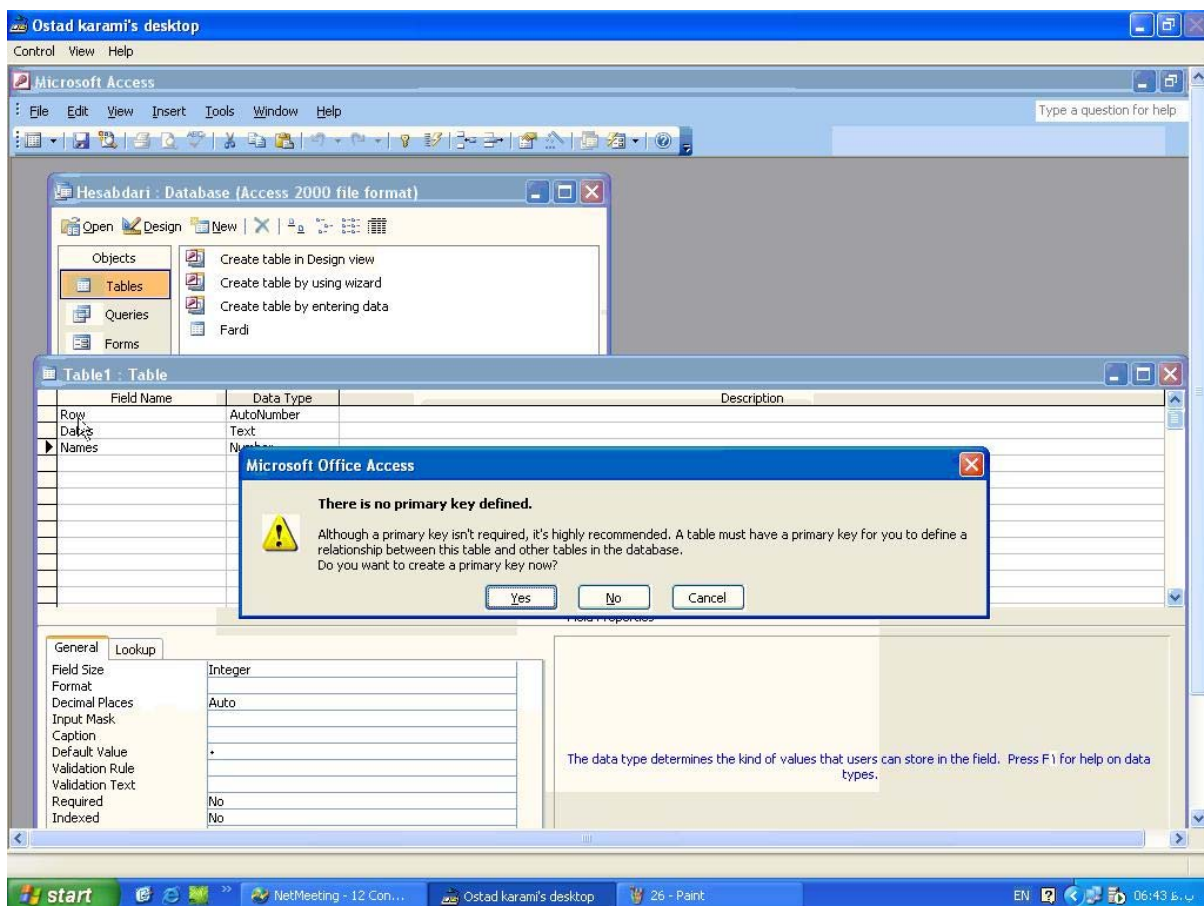 Ostad karami's desktop
Control View Help
Microsoft Access
File Edit View Insert Tools Window Help
Type a question for help
Hesabdari : Database (Access 2000 file format)
Open Design New
Objects
Tables
Queries
Forms
Create table in Design view
Create table by using wizard
Create table by entering data
Fardi
Table1 : Table
Field Name Data Type Description
Row AutoNumber
Dates Text
Names Number
Microsoft Office Access
There is no primary key defined.
Although a primary key isn't required, it's highly recommended. A table must have a primary key for you to define a
relationship between this table and other tables in the database.
Do you want to create a primary key now?
Yes No Cancel
Field Properties
General Lookup
Field Size Integer
Format
Decimal Places Auto
Input Mask
Caption
Default Value ٠
Validation Rule
Validation Text
Required No
Indexed No
The data type determines the kind of values that users can store in the field. Press F١ for help on data
types.
start NetMeeting - 12 Con... Ostad karami's desktop 26 - Paint EN 06:43 ب.ظ